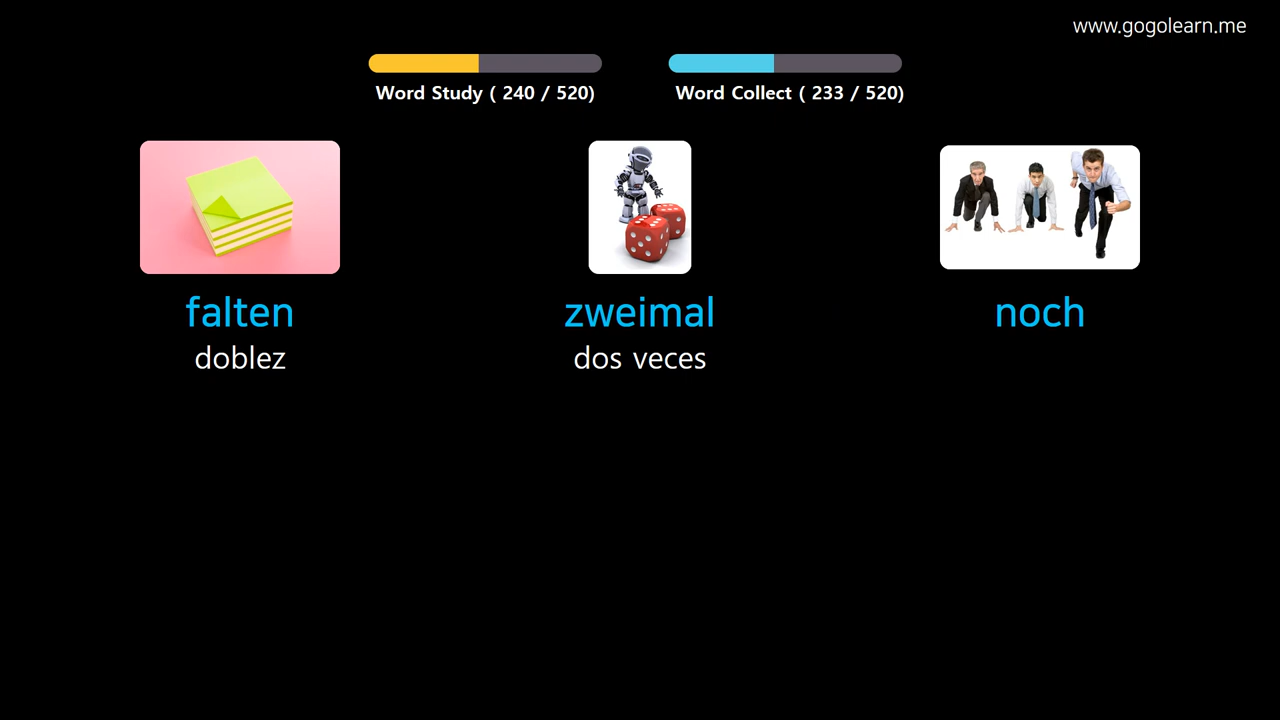 www.gogolearn.me
Word Study ( 240 / 520)
Word Collect ( 233 / 520)
falten
doblez
zweimal
dos veces
noch